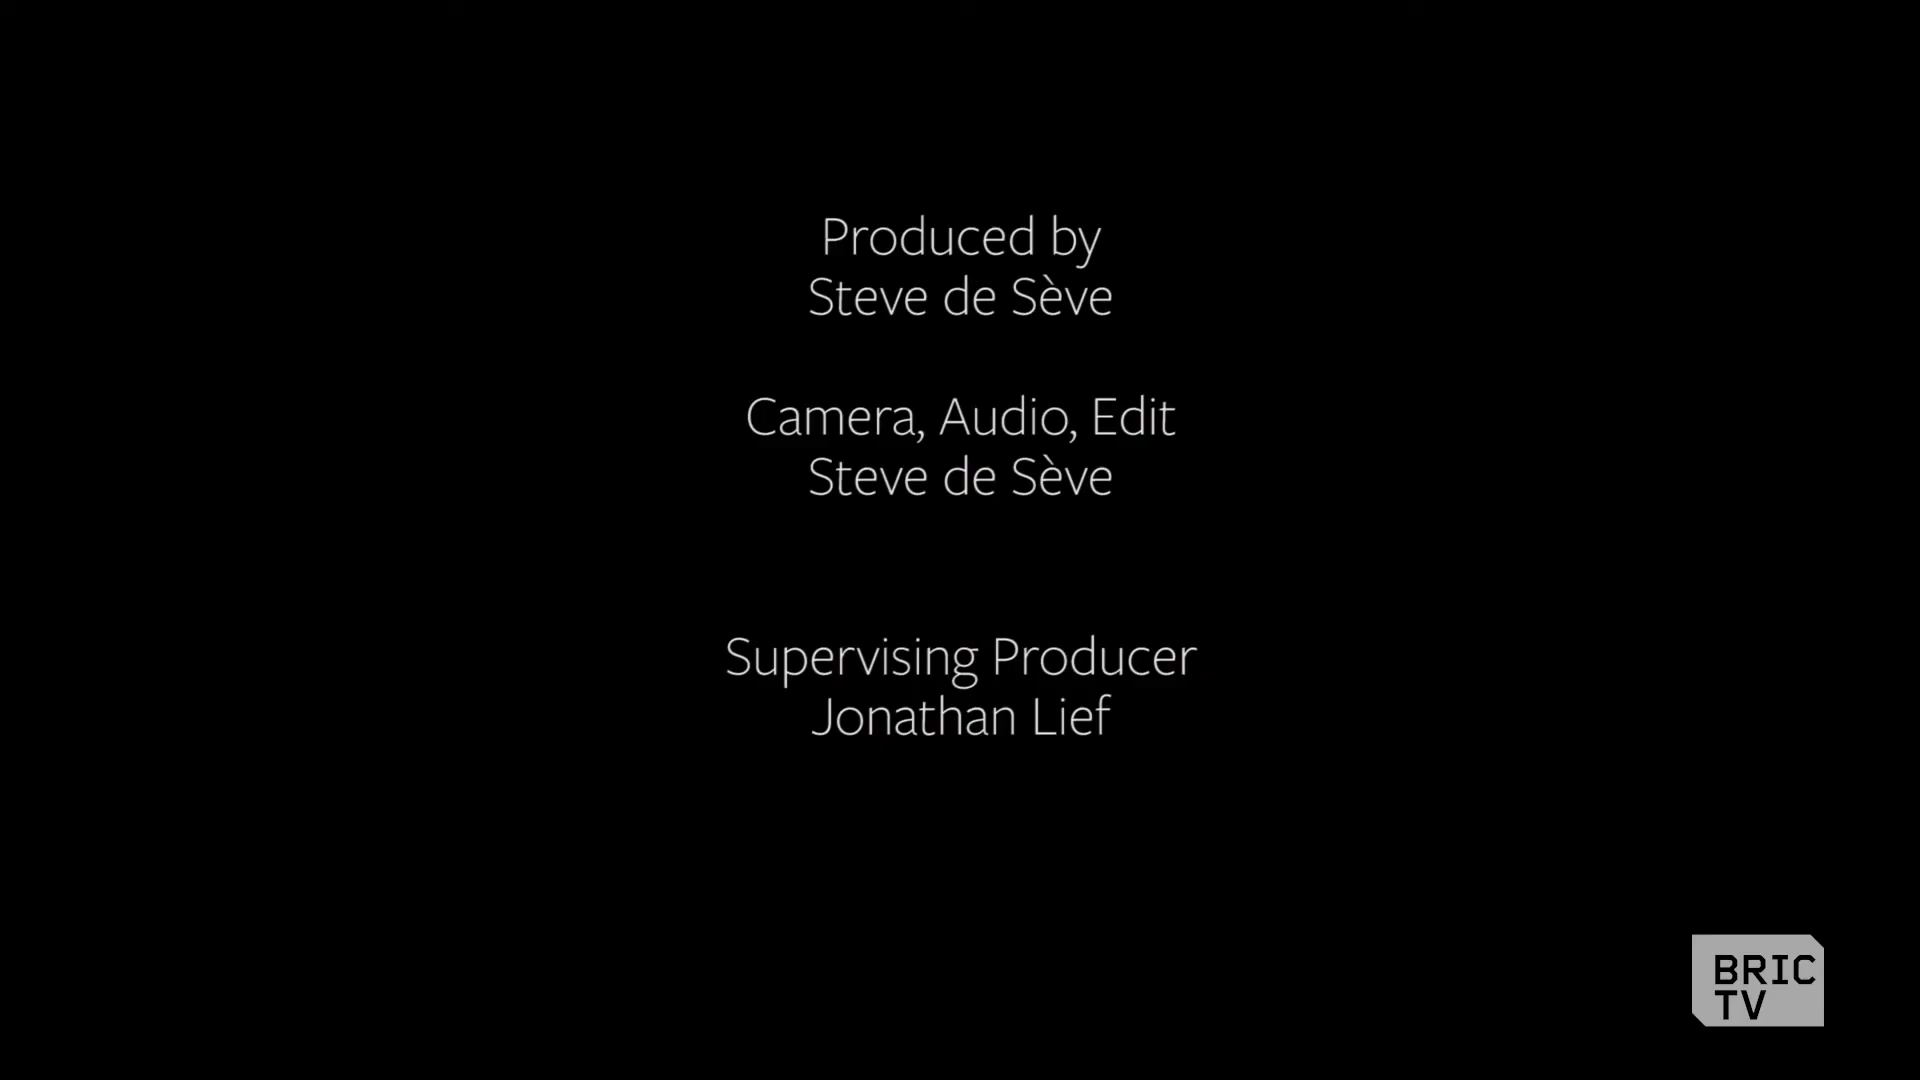 Produced by
Steve de Sève
Camera, Audio, Edit
Steve de Sève
Supervising Producer
Jonathan Lief
BRIC
TV